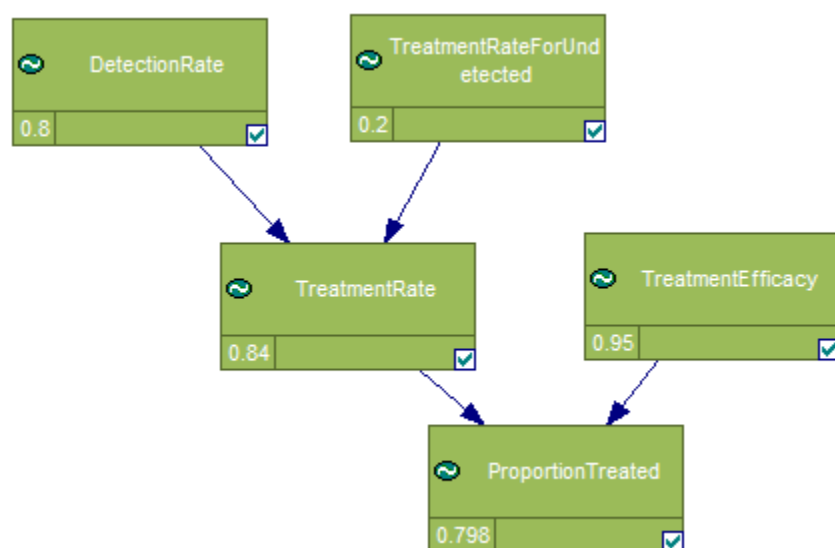 DetectionRate
0.8
TreatmentRateForUnd
etected
0.2
TreatmentRate
0.84
TreatmentEfficacy
0.95
ProportionTreated
0.798